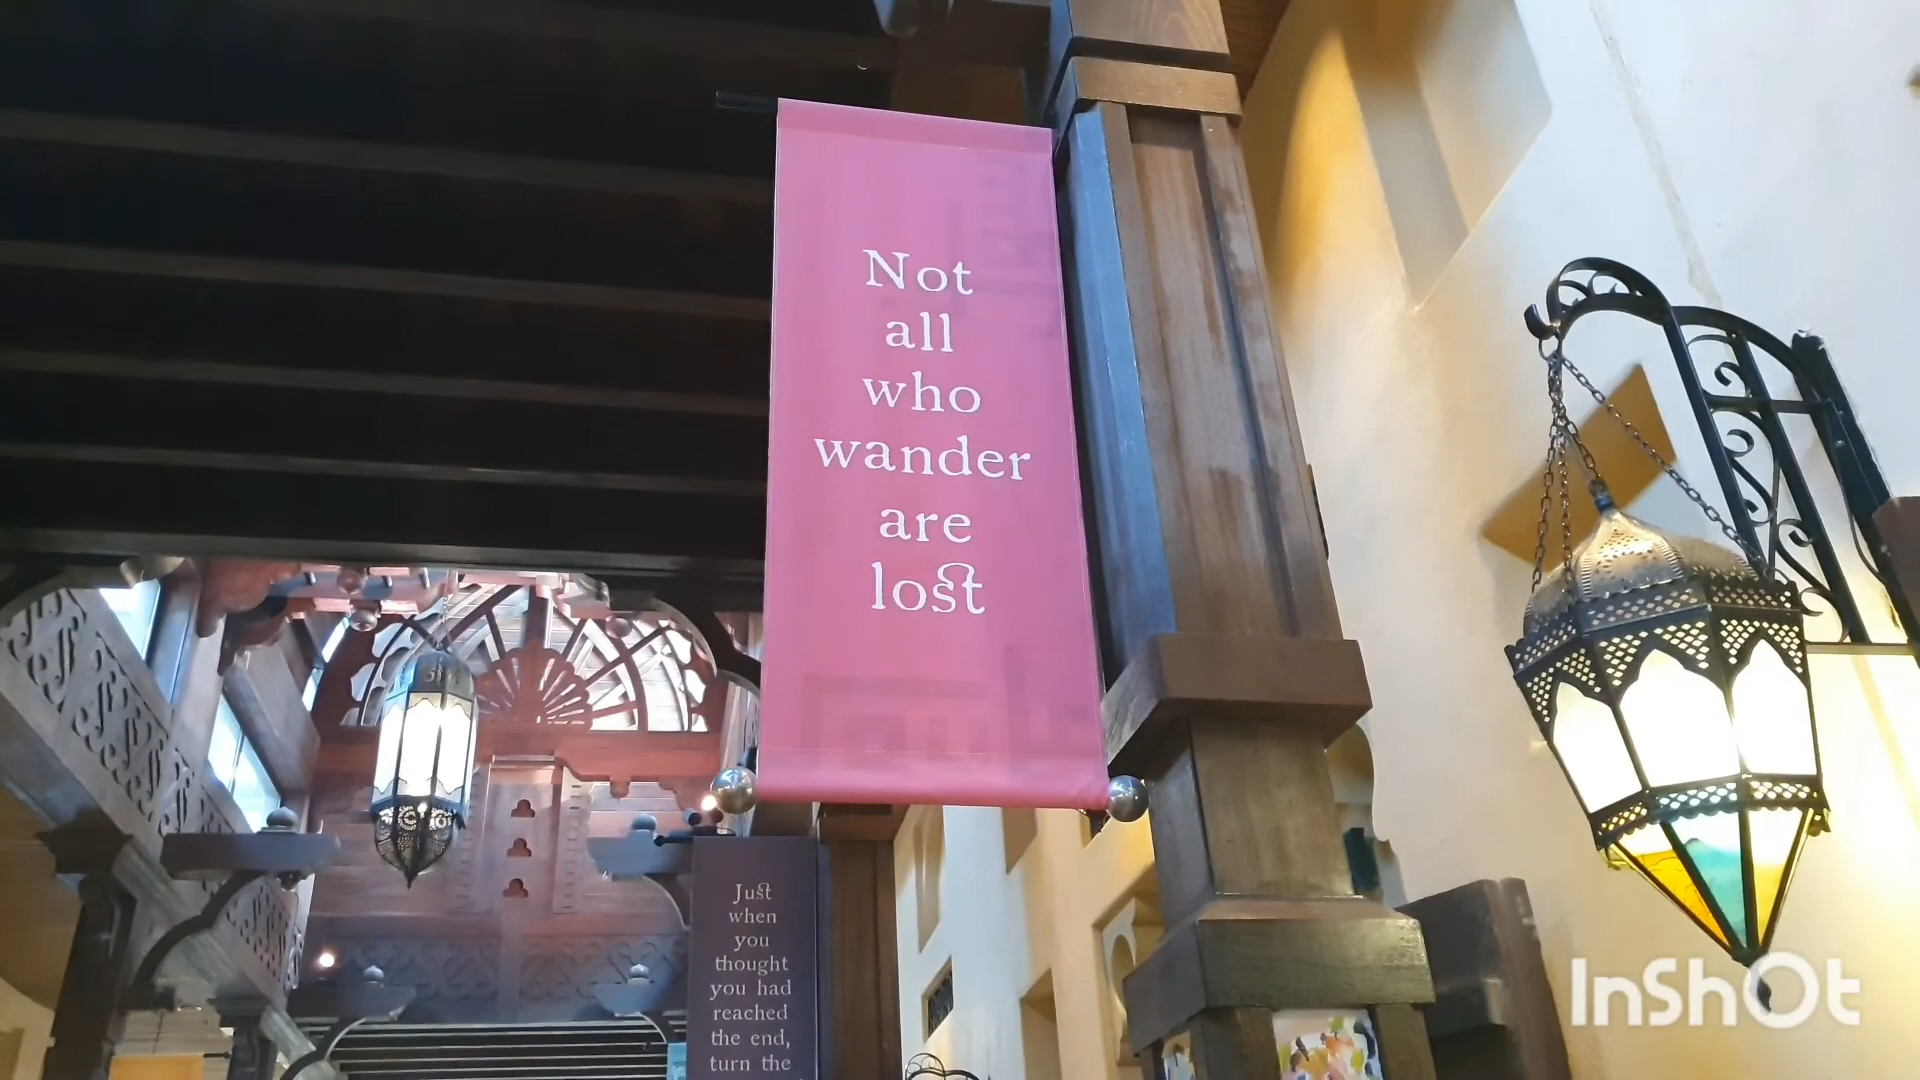 Not
all
who
wander
are
lost
Just
when
you
thought
you had
reached
the end,
turn the
InShOt